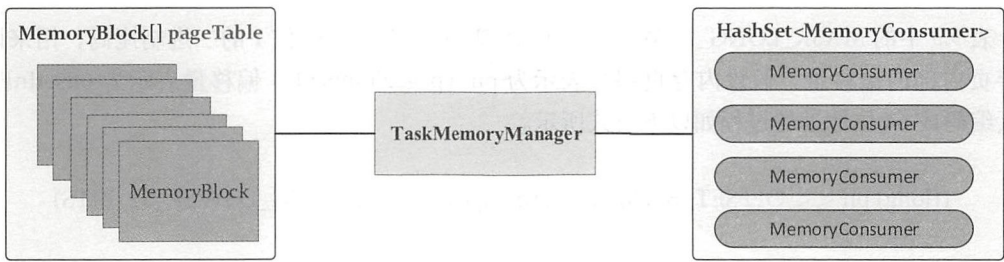 MemoryBlock[] pageTable
MemoryBlock
TaskMemoryManager
HashSet<MemoryConsumer>
MemoryConsumer
MemoryConsumer
MemoryConsumer
MemoryConsumer